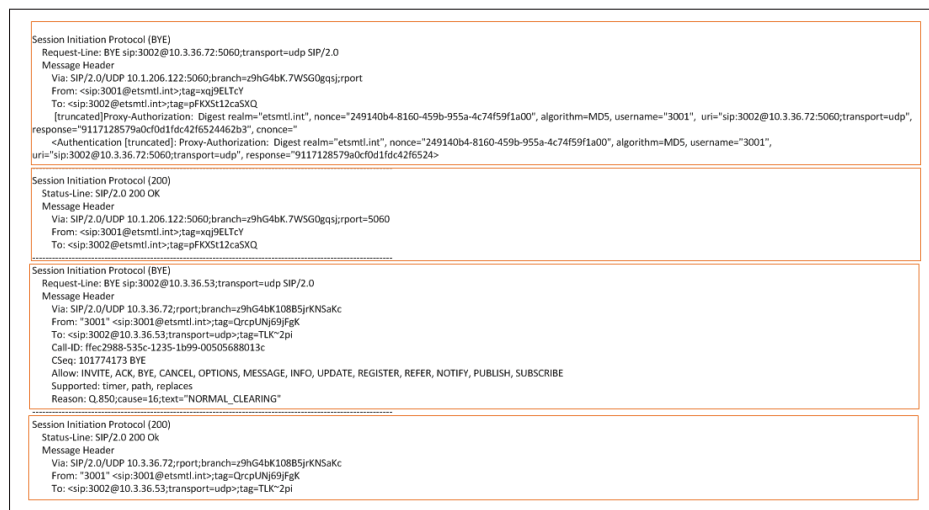 Session Initiation Protocol (BYE)
Request-Line: BYE sip:3002@10.3.36.72:5060;transport=udp SIP/2.0
Message Header
Via: SIP/2.0/UDP 10.1.206.122:5060;branch=z9hG4bK.7WSG0gqsj;rport
From: <sip:3001@etsmtl.int>;tag=xqj9ELTcY
To: <sip:3002@etsmtl.int>;tag=pFKXSt12caSXQ
[truncated]Proxy-Authorization: Digest realm="etsmtl.int", nonce="249140b4-8160-459b-955a-4c74f59f1a00", algorithm=MD5, username="3001", uri="sip:3002@10.3.36.72:5060;transport=udp",
response="9117128579a0cf0d1fdc42f6524462b3", cnonce="
<Authentication [truncated]: Proxy-Authorization: Digest realm="etsmtl.int", nonce="249140b4-8160-459b-955a-4c74f59f1a00", algorithm=MD5, username="3001",
uri="sip:3002@10.3.36.72:5060;transport=udp", response="9117128579a0cf0d1fdc42f6524>
Session Initiation Protocol (200)
Status-Line: SIP/2.0 200 OK
Message Header
Via: SIP/2.0/UDP 10.1.206.122:5060;branch=z9hG4bK.7WSG0gqsj;rport=5060
From: <sip:3001@etsmtl.int>;tag=xqj9ELTcY
To: <sip:3002@etsmtl.int>;tag=pFKXSt12caSXQ
Session Initiation Protocol (BYE)
Request-Line: BYE sip:3002@10.3.36.53;transport=udp SIP/2.0
Message Header
Via: SIP/2.0/UDP 10.3.36.72;rport;branch=z9hG4bK108B5jrKNSaKc
From: "3001" <sip:3001@etsmtl.int>;tag=QrcpUNj69jFgK
To: <sip:3002@10.3.36.53;transport=udp>;tag=TLK~2pi
Call-ID: ffec2988-535c-1235-1b99-00505688013c
CSeq: 101774173 BYE
Allow: INVITE, ACK, BYE, CANCEL, OPTIONS, MESSAGE, INFO, UPDATE, REGISTER, REFER, NOTIFY, PUBLISH, SUBSCRIBE
Supported: timer, path, replaces
Reason: Q.850;cause=16;text="NORMAL_CLEARING"
Session Initiation Protocol (200)
Status-Line: SIP/2.0 200 Ok
Message Header
Via: SIP/2.0/UDP 10.3.36.72;rport;branch=z9hG4bK108B5jrKNSaKc
From: "3001" <sip:3001@etsmtl.int>;tag=QrcpUNj69jFgK
To: <sip:3002@10.3.36.53;transport=udp>;tag=TLK~2pi